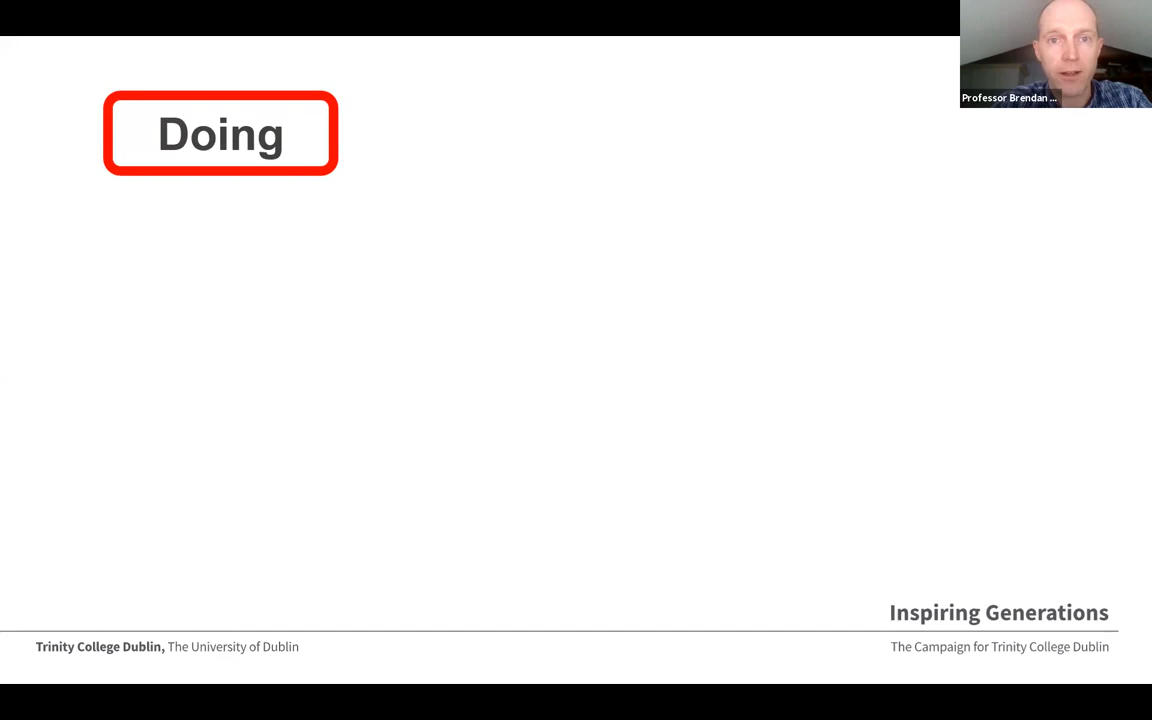 Professor Brendan ...
Doing
Inspiring Generations
Trinity College Dublin, The University of Dublin
The Campaign for Trinity College Dublin